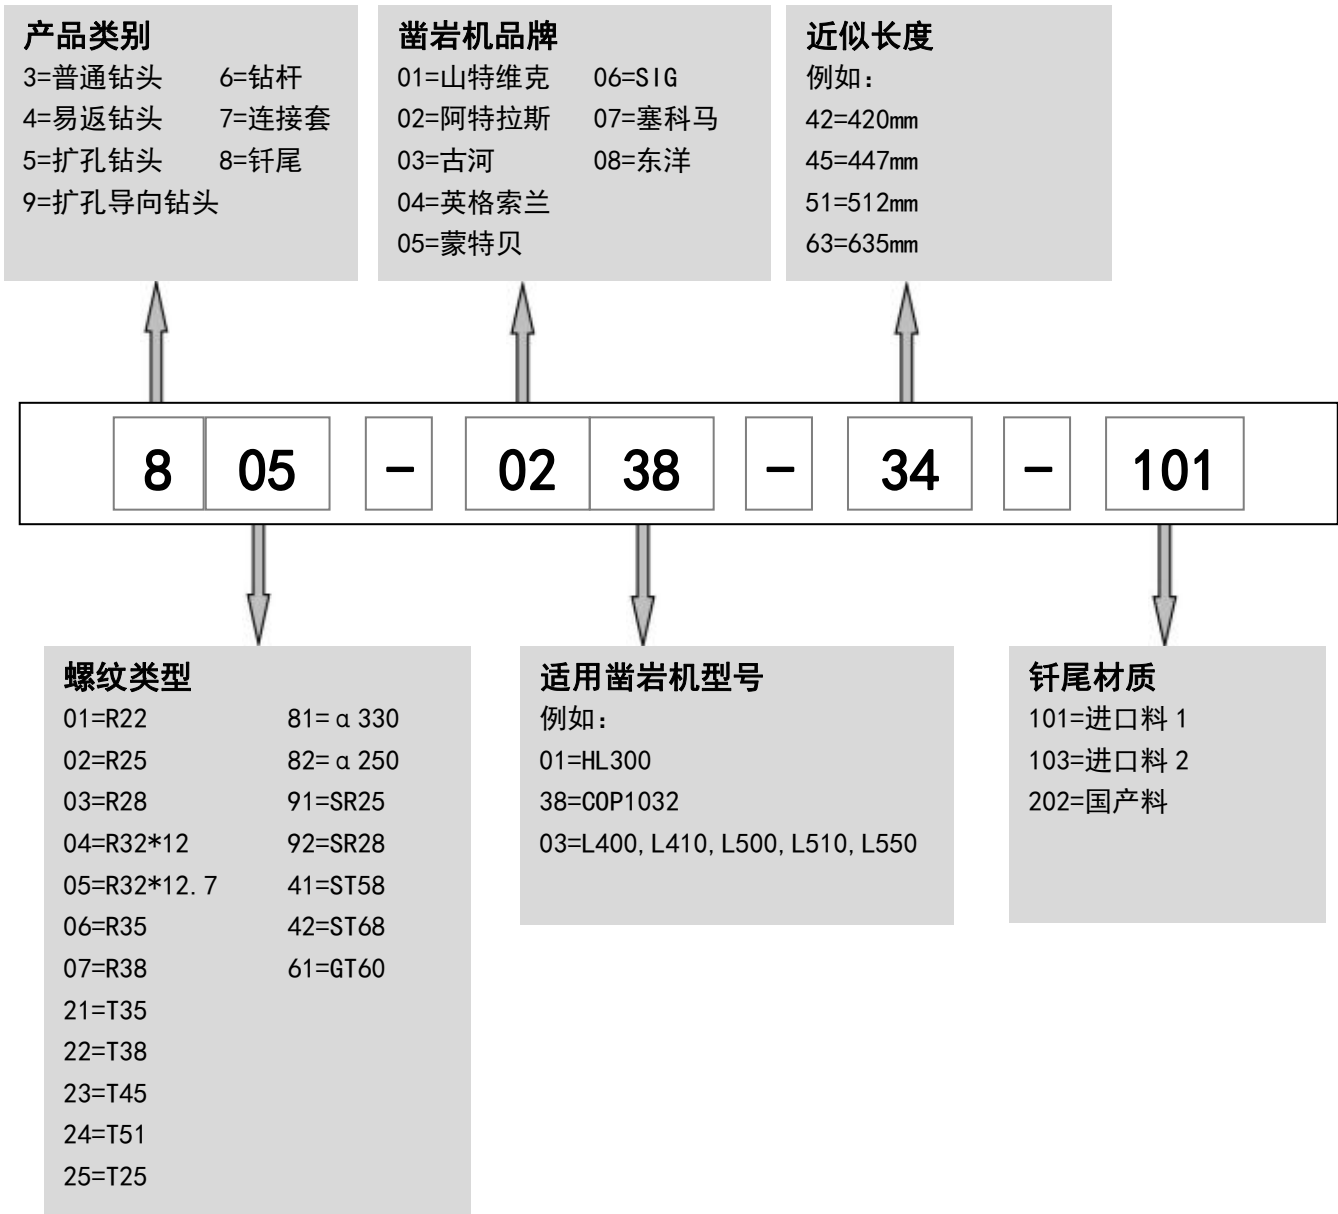 产品类别
3=普通钻头 6=钻杆
4=易返钻头 7=连接套
5=扩孔钻头 8=钎尾
9=扩孔导向钻头
凿岩机品牌
01=山特维克 06=SIG
02=阿特拉斯 07=塞科马
03=古河 08=东洋
04=英格索兰
05=蒙特贝
近似长度
例如：
42=420mm
45=447mm
51=512mm
63=635mm
8 05 - 02 38 - 34 - 101
螺纹类型
01=R22 81=α330
02=R25 82=α250
03=R28 91=SR25
04=R32*12 92=SR28
05=R32*12.7 41=ST58
06=R35 42=ST68
07=R38 61=GT60
21=T35
22=T38
23=T45
24=T51
25=T25
适用凿岩机型号
例如：
01=HL300
38=COP1032
03=L400,L410,L500,L510,L550
钎尾材质
101=进口料 1
103=进口料 2
202=国产料